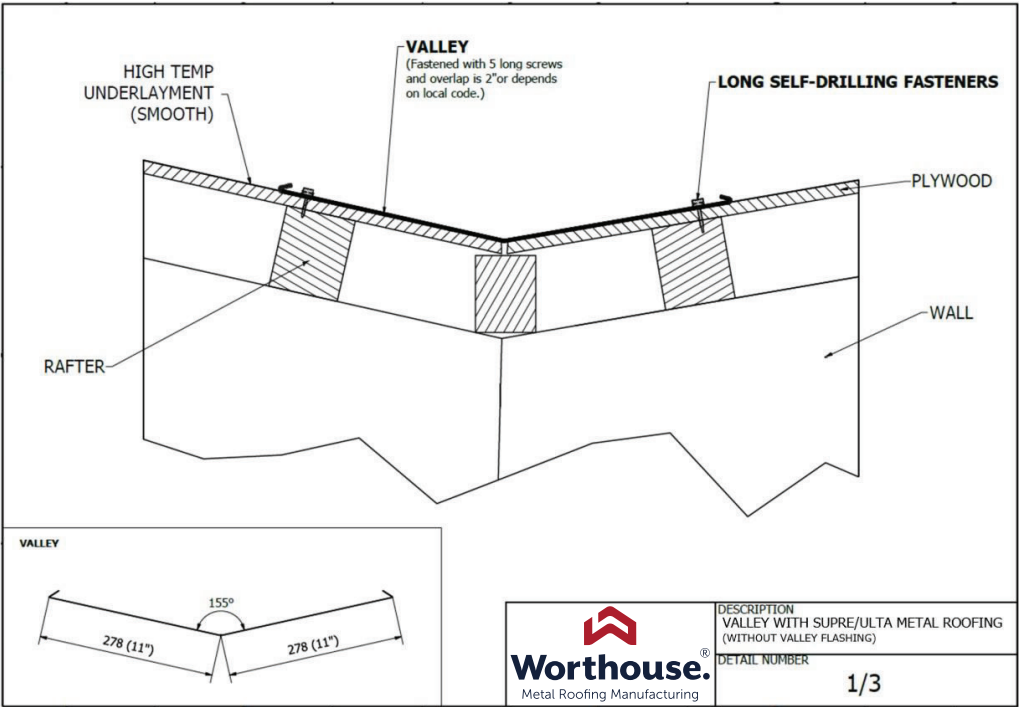 HIGH TEMP
UNDERLAYMENT
(SMOOTH)
VALLEY
(Fastened with 5 long screws
and overlap is 2"or depends
on local code.)
LONG SELF-DRILLING FASTENERS
PLYWOOD
WALL
RAFTER
VALLEY
155°
278 (11")
278 (11")
Worthouse.®
Metal Roofing Manufacturing
DESCRIPTION
VALLEY WITH SUPRE/ULTA METAL ROOFING
(WITHOUT VALLEY FLASHING)
DETAIL NUMBER
1/3